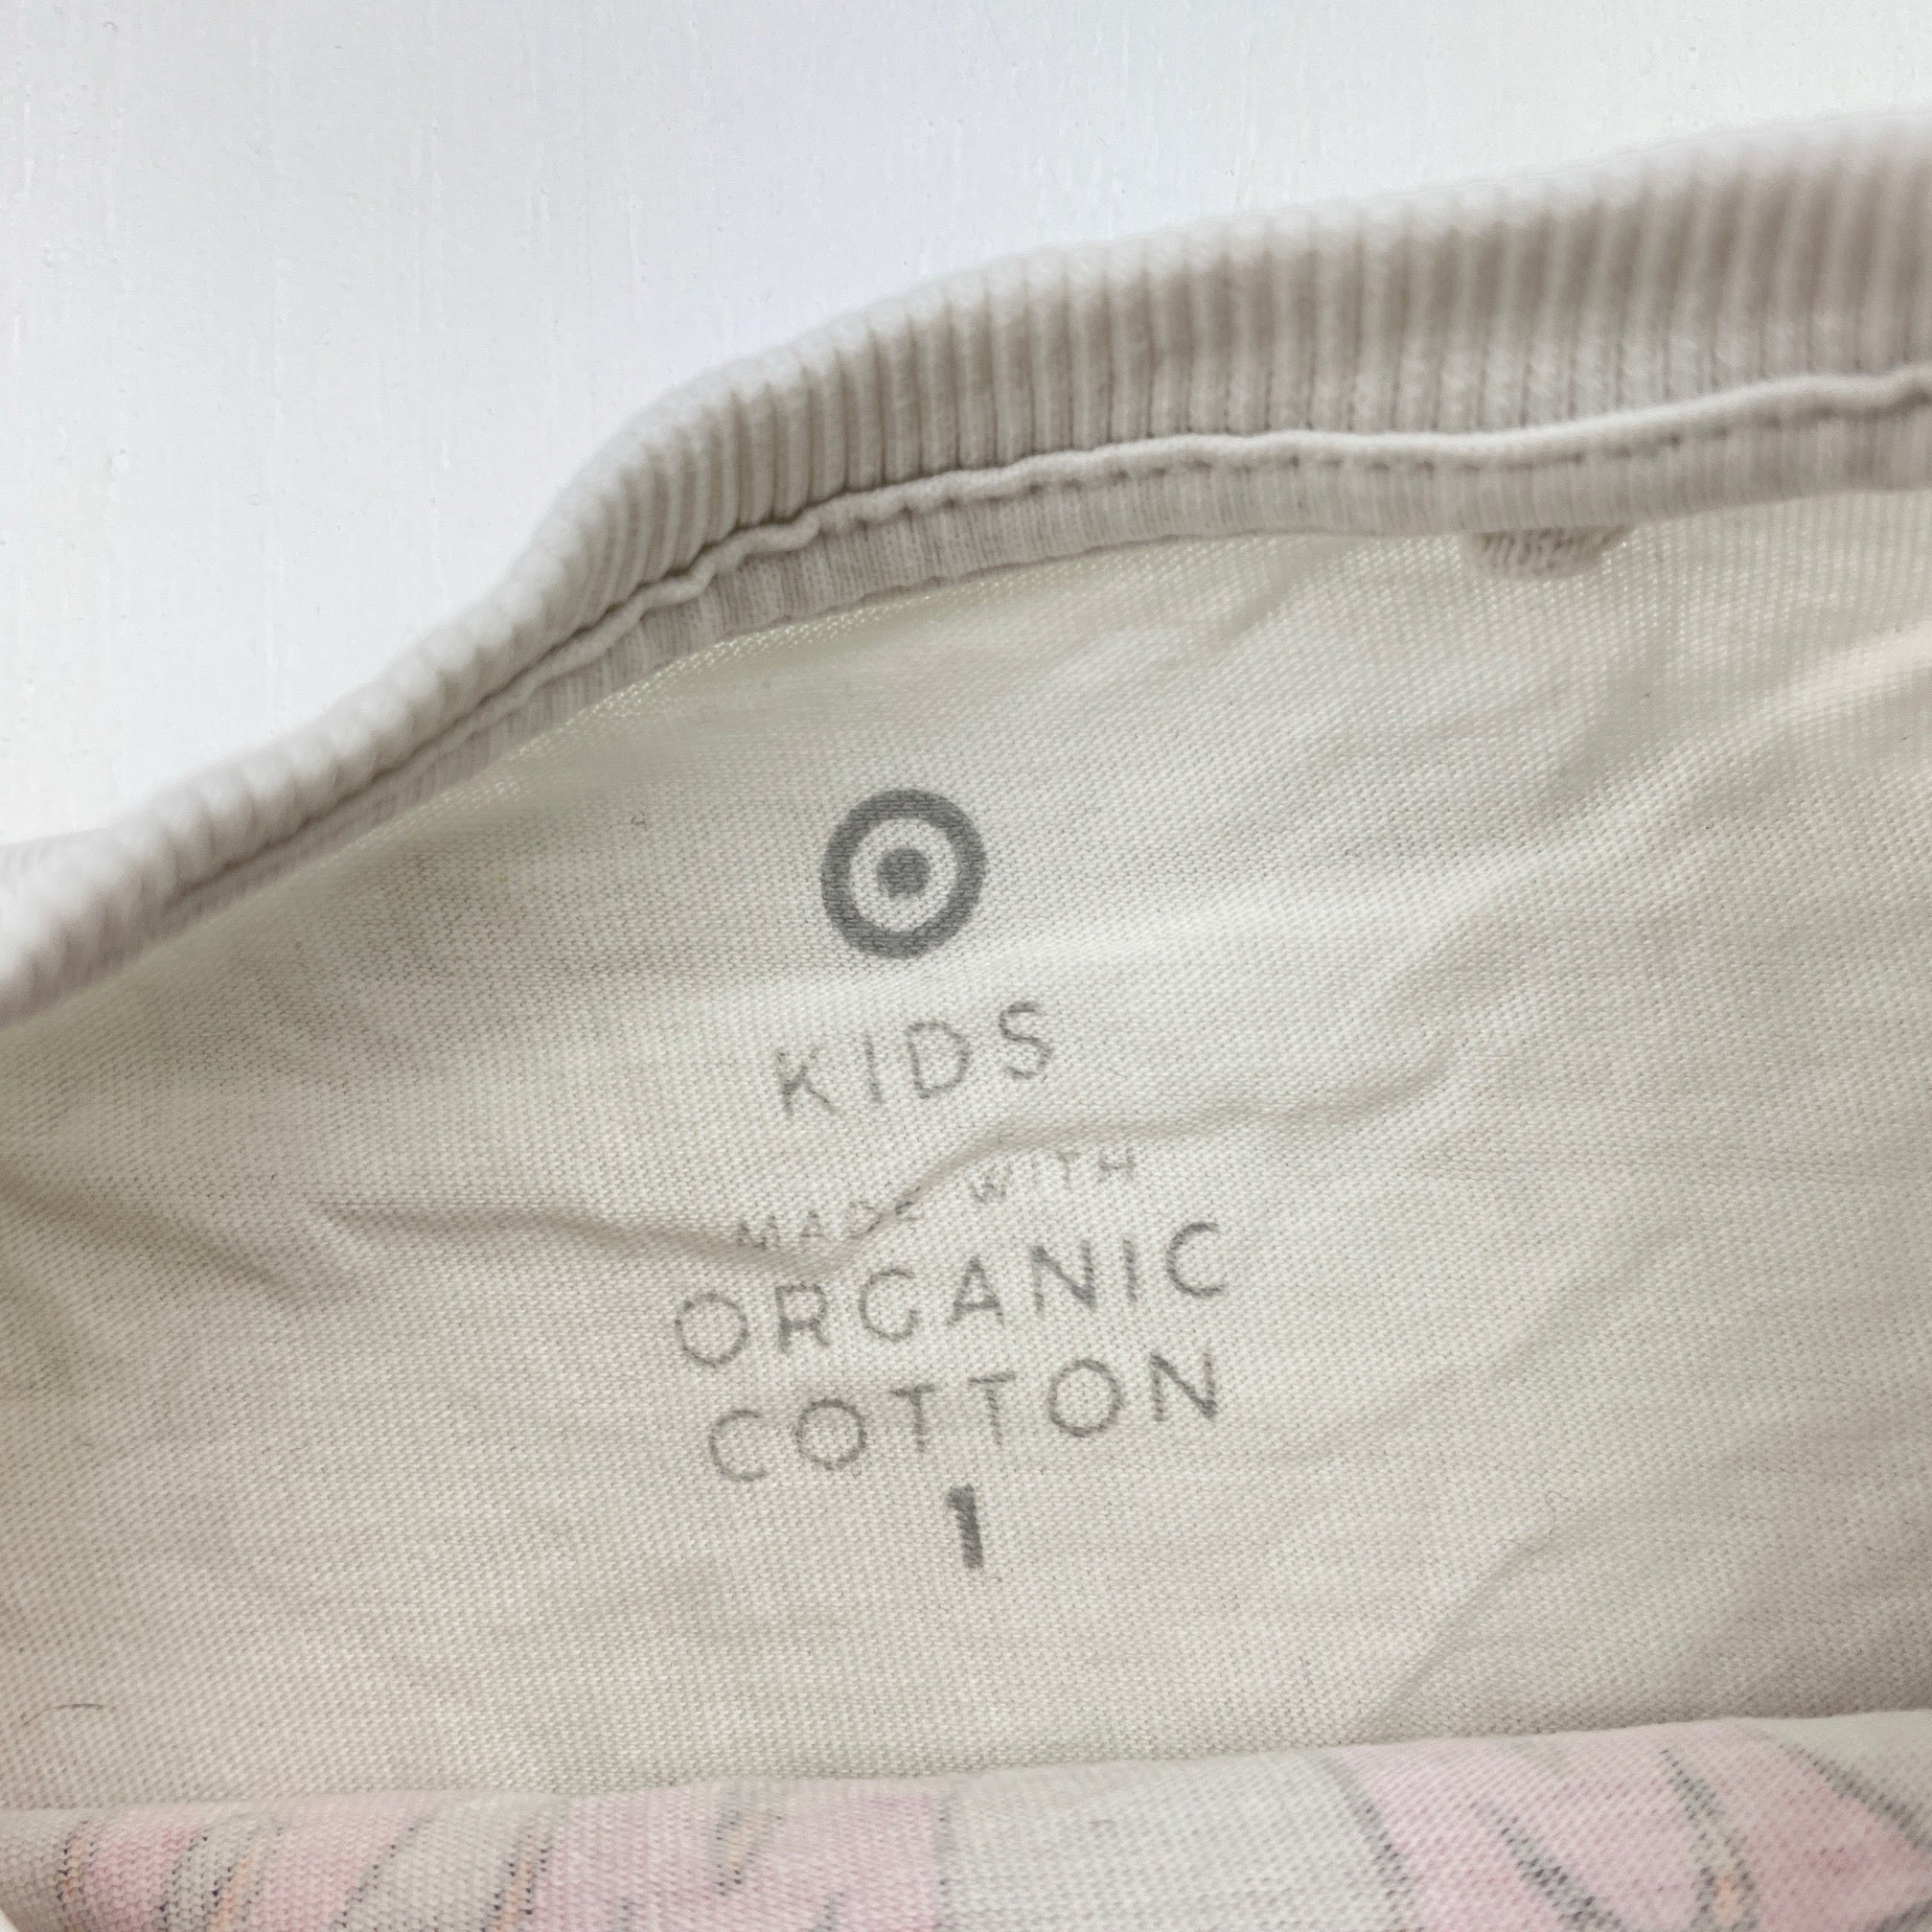 KIDS
MADE WITH
ORGANIC
COTTON
1